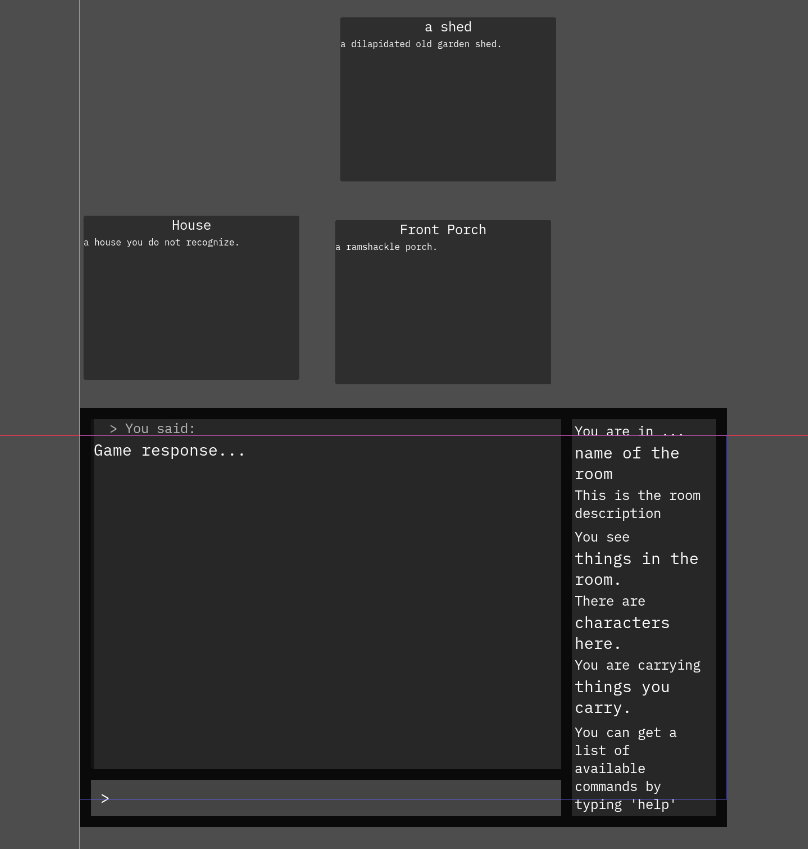 a shed
a dilapidated old garden shed.
House
a house you do not recognize.
Front Porch
a ramshackle porch.
> You said:
Game response...
>
You are in ...
name of the
room
This is the room
description
You see
things in the
room.
There are
characters
here.
You are carrying
things you
carry.
You can get a
list of
available
commands by
typing 'help'